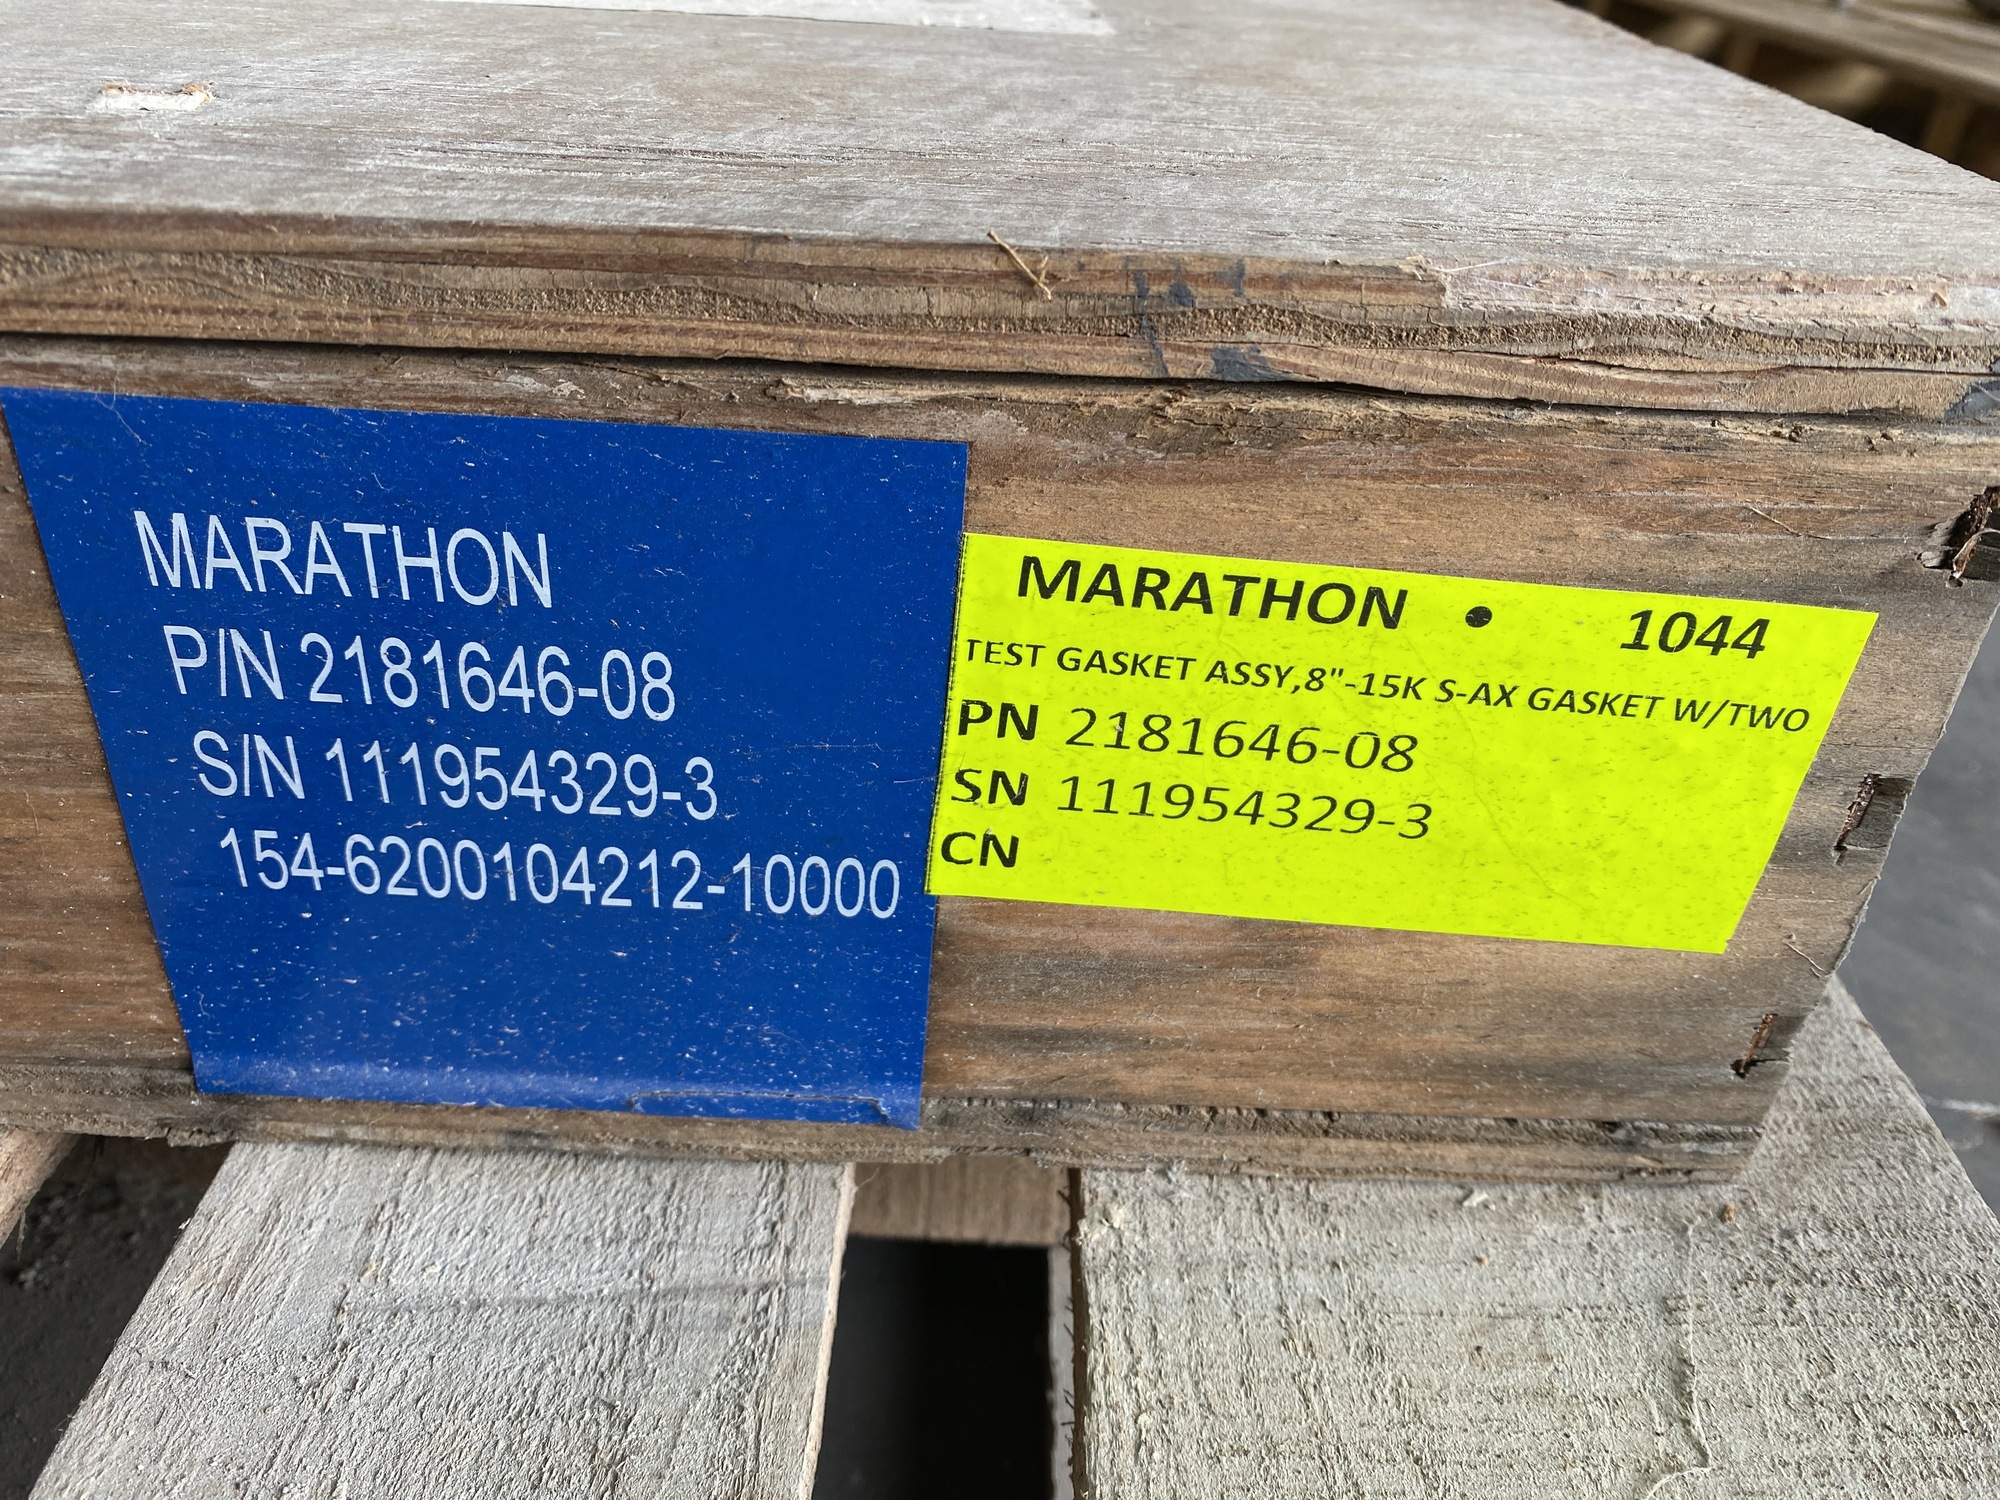 MARATHON
P/N 2181646-08
S/N 111954329-3
154-6200104212-10000
MARATHON • 1044
TEST GASKET ASSY,8"-15K S-AX GASKET W/TWO
PN 2181646-08
SN 111954329-3
CN